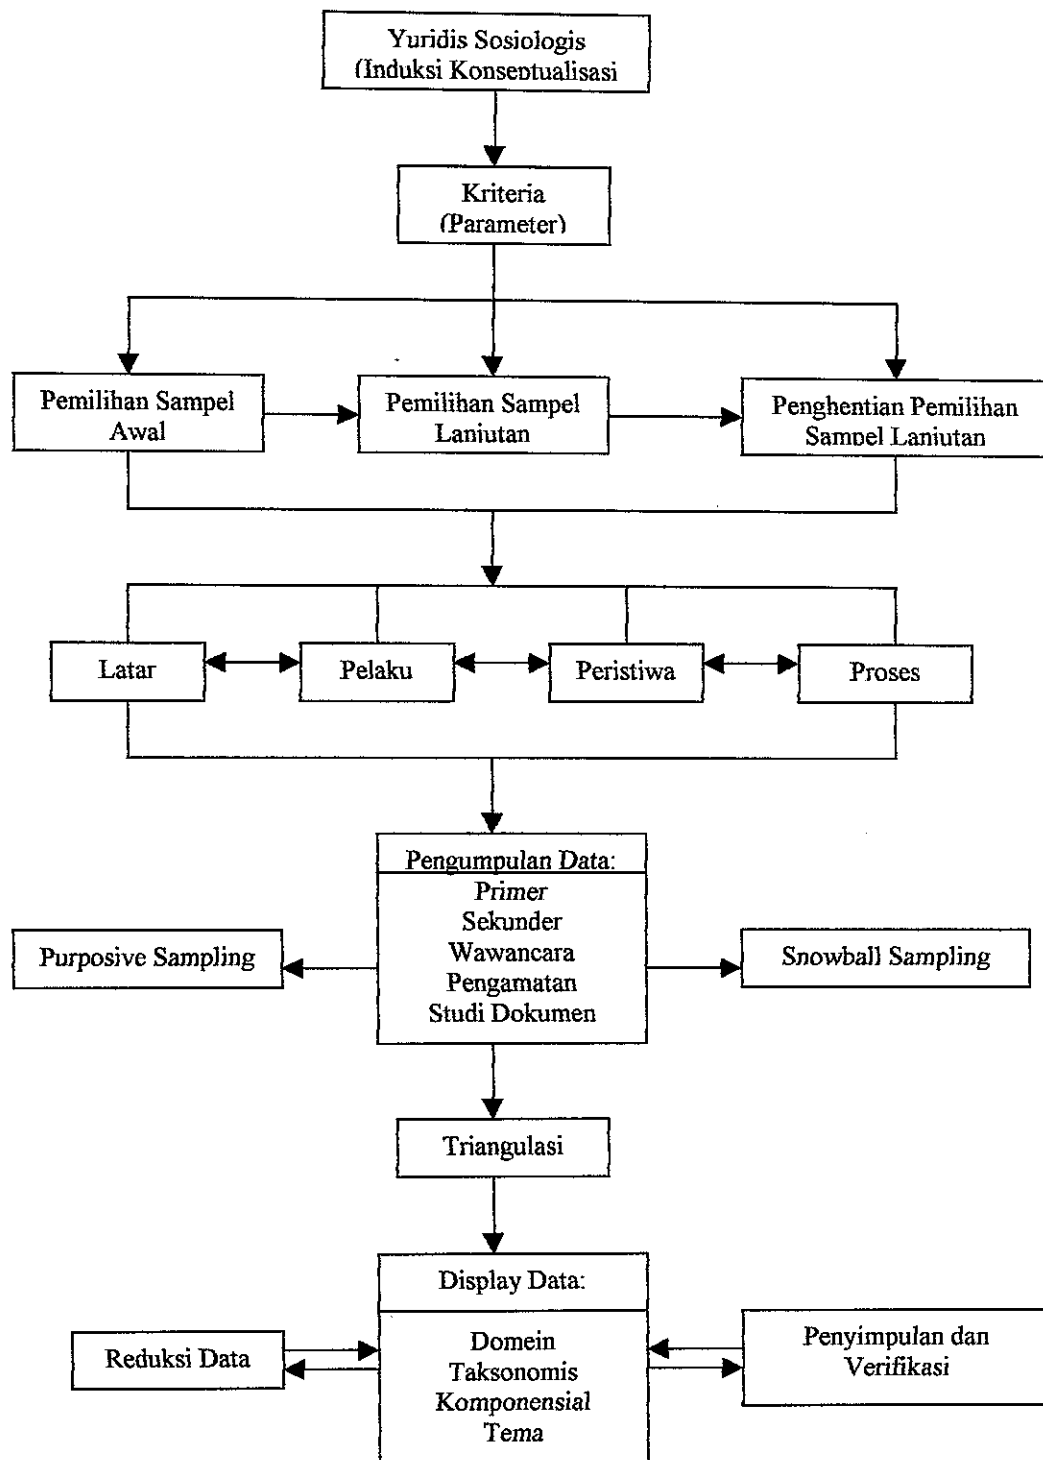 Yuridis Sosiologis
(Induksi Konseptualisasi
Kriteria
(Parameter)
Pemilihan Sampel
Awal
Pemilihan Sampel
Lanjutan
Penghentian Pemilihan
Sampel Lanjutan
Latar
Pelaku
Peristiwa
Proses
Pengumpulan Data:
Primer
Sekunder
Wawancara
Pengamatan
Studi Dokumen
Purposive Sampling
Snowball Sampling
Triangulasi
Display Data:
Domein
Taksonomis
Komponensial
Tema
Reduksi Data
Penyimpulan dan
Verifikasi